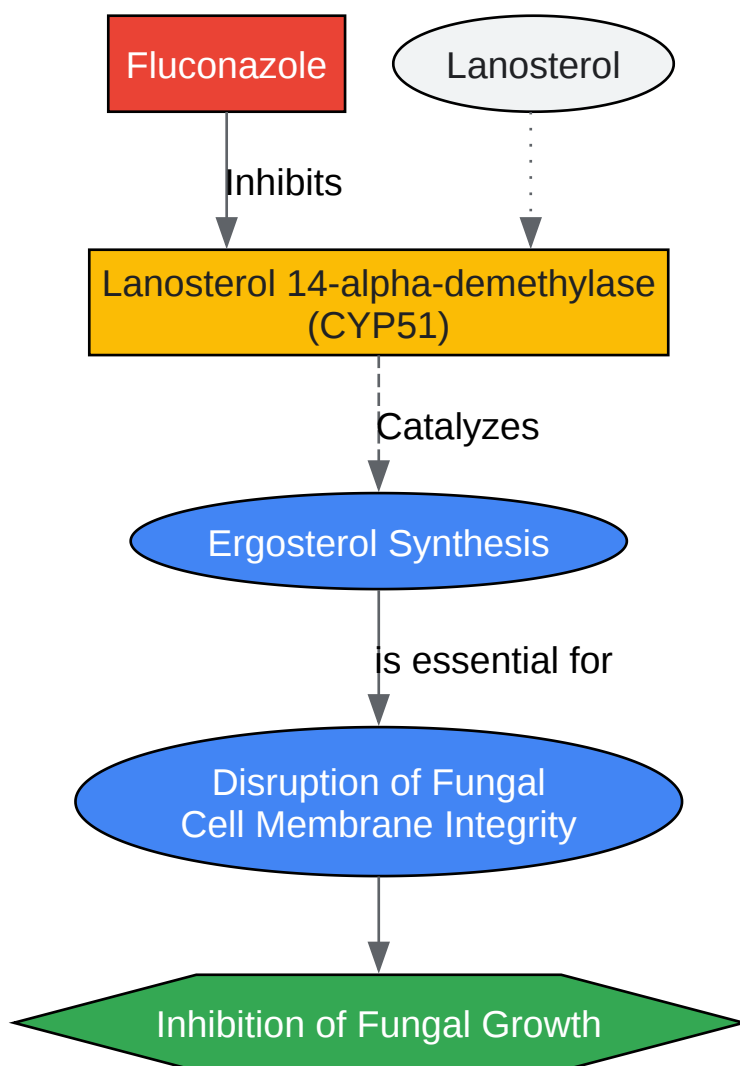 Fluconazole
Lanosterol
Inhibits
Lanosterol 14-alpha-demethylase
(CYP51)
Catalyzes
Ergosterol Synthesis
is essential for
Disruption of Fungal
Cell Membrane Integrity
Inhibition of Fungal Growth